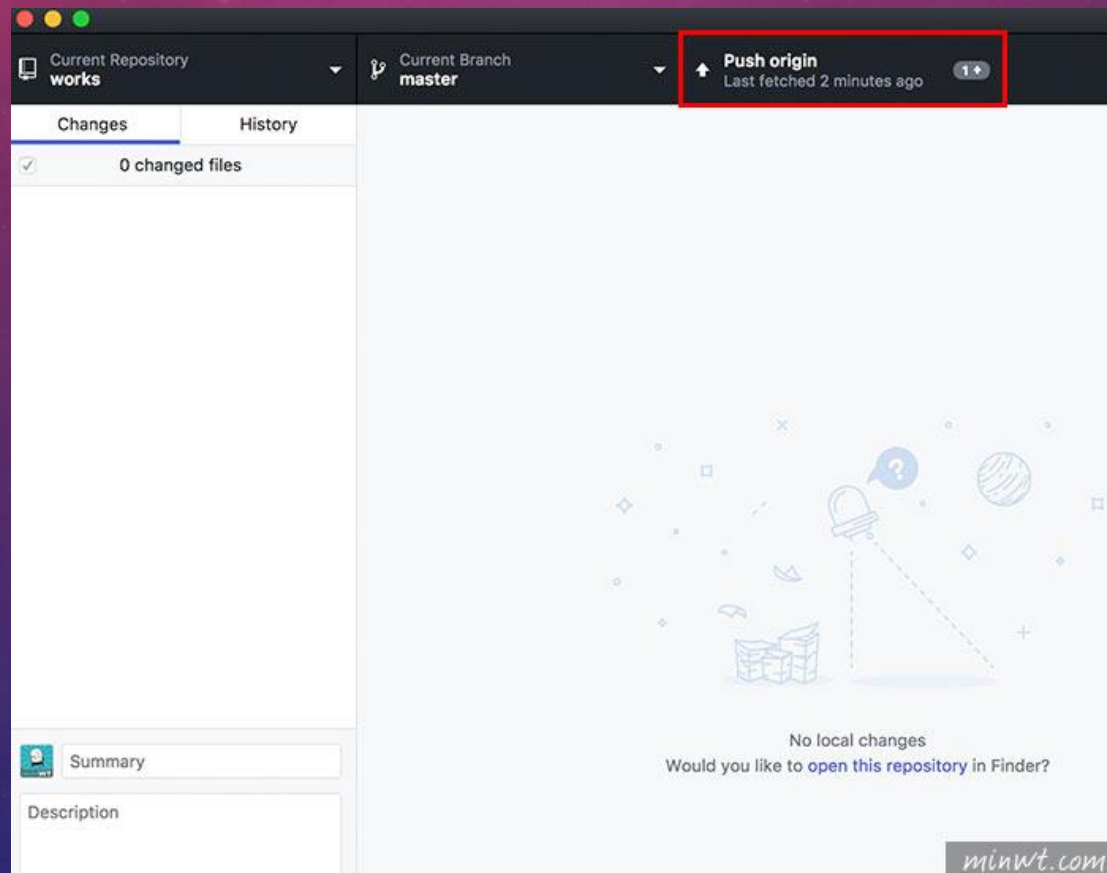 Current Repository
works
Current Branch
master
Push origin
Last fetched 2 minutes ago
1
Changes
History
0 changed files
?
No local changes
Would you like to open this repository in Finder?
Summary
Description
minwt.com